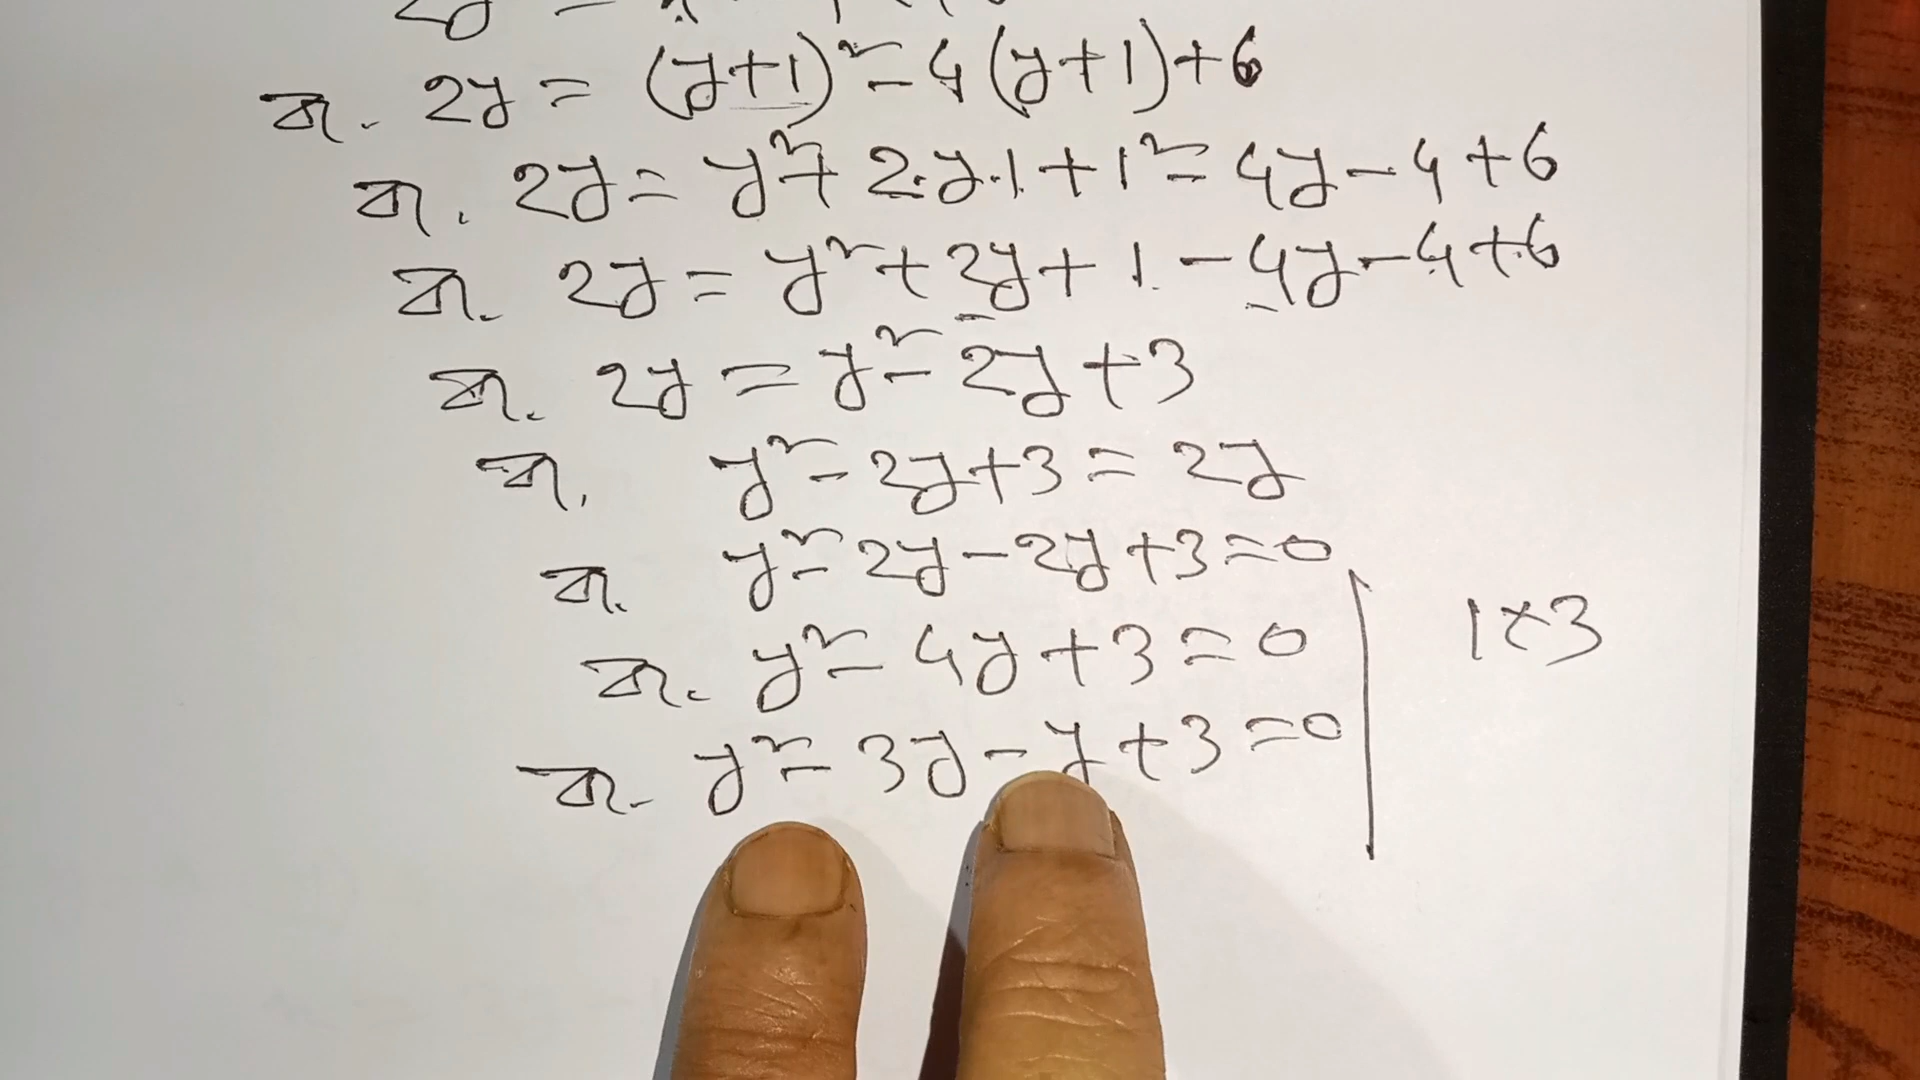 বা. 2y = (y+1)² - 4(y+1)+6
বা. 2y = y² + 2.y.1 + 1² - 4y - 4 + 6
বা. 2y = y² + 2y + 1 - 4y - 4 + 6
বা. 2y = y² - 2y + 3
বা. y² - 2y + 3 = 2y
বা. y² - 2y - 2y + 3 = 0
বা. y² - 4y + 3 = 0
1×3
বা. y² - 3y - y + 3 = 0